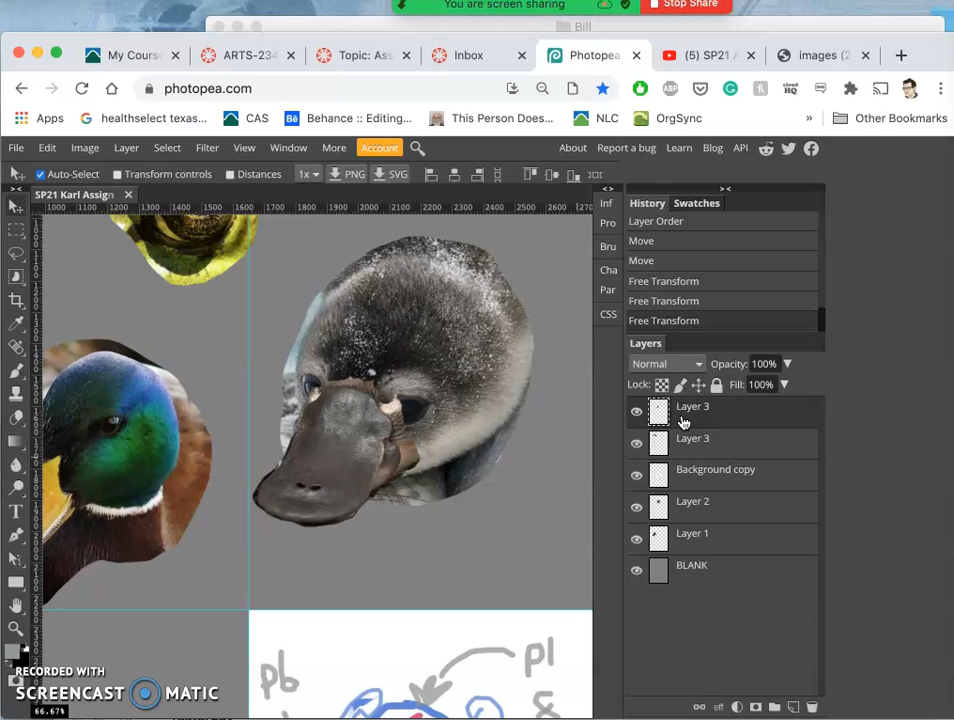 You are screen sharing
Stop Share
Bill
My Course
ARTS-234
Topic: Ass
Inbox
Photopea
(5) SP21 A
images (2
photopea.com
Apps
healthselect texas...
CAS
Behance :: Editing...
This Person Does...
NLC
OrgSync
Other Bookmarks
File Edit Image Layer Select Filter View Window More Account
About Report a bug Learn Blog API
Auto-Select Transform controls Distances 1x PNG SVG
SP21 Karl Assign
1000 1100 1200 1300 1400 1500 1600 1700 1800 1900 2000 2100 2200 2300 2400 2500 2600
Inf
Pro
Bru
Cha
Par
CSS
History Swatches
Layer Order
Move
Move
Free Transform
Free Transform
Free Transform
Layers
Normal Opacity: 100%
Lock: Fill: 100%
Layer 3
Layer 3
Background copy
Layer 2
Layer 1
BLANK
pb
pl
&
eff
RECORDED WITH
SCREENCAST MATIC
66.67%